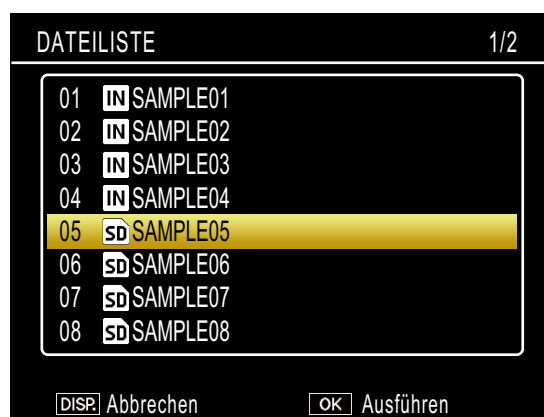 DATEILISTE 1/2
01 IN SAMPLE01
02 IN SAMPLE02
03 IN SAMPLE03
04 IN SAMPLE04
05 SD SAMPLE05
06 SD SAMPLE06
07 SD SAMPLE07
08 SD SAMPLE08
DISP. Abbrechen OK Ausführen